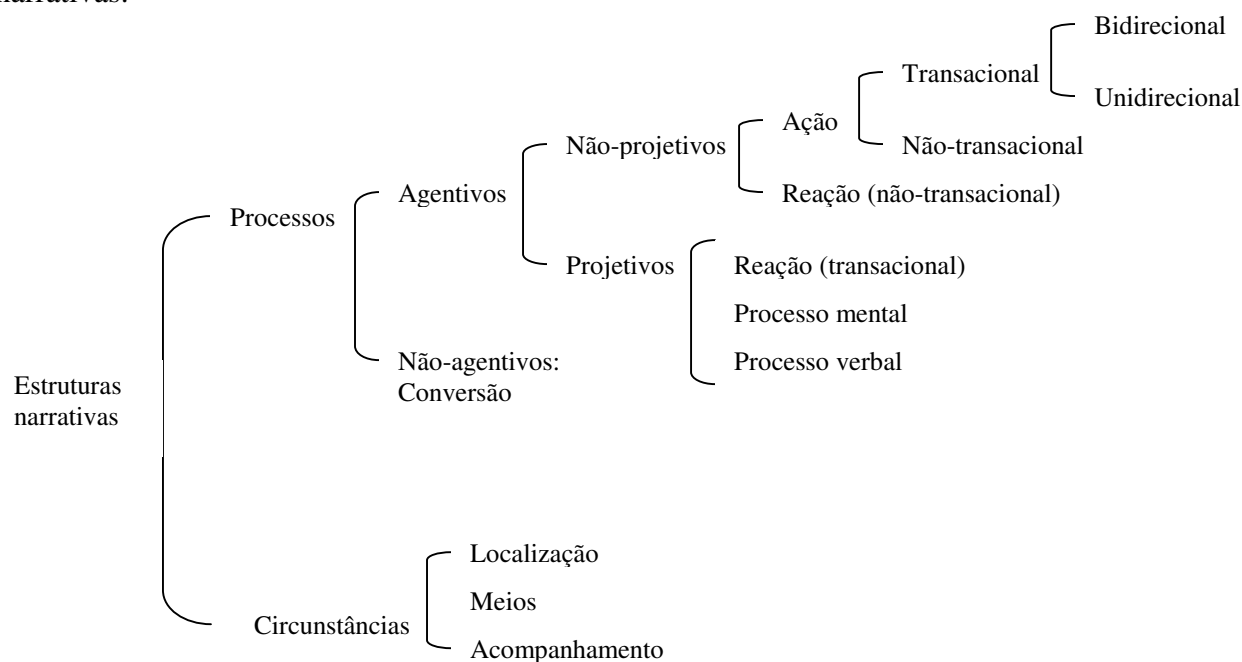 narrativas:
Bidirecional
Transacional
Unidirecional
Ação
Não-projetivos
Não-transacional
Agentivos
Reação (não-transacional)
Processos
Projetivos
Reação (transacional)
Processo mental
Não-agentivos:
Conversão
Processo verbal
Estruturas
narrativas
Localização
Meios
Circunstâncias
Acompanhamento